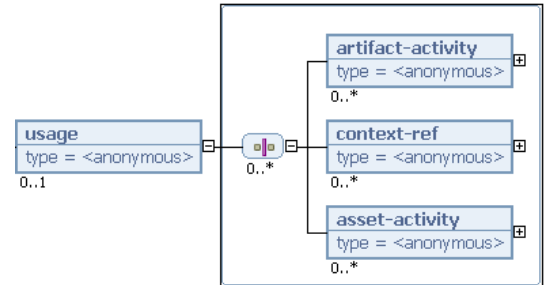 artifact-activity
type = <anonymous>
0..*
usage
type = <anonymous>
0..1
0..*
context-ref
type = <anonymous>
0..*
asset-activity
type = <anonymous>
0..*